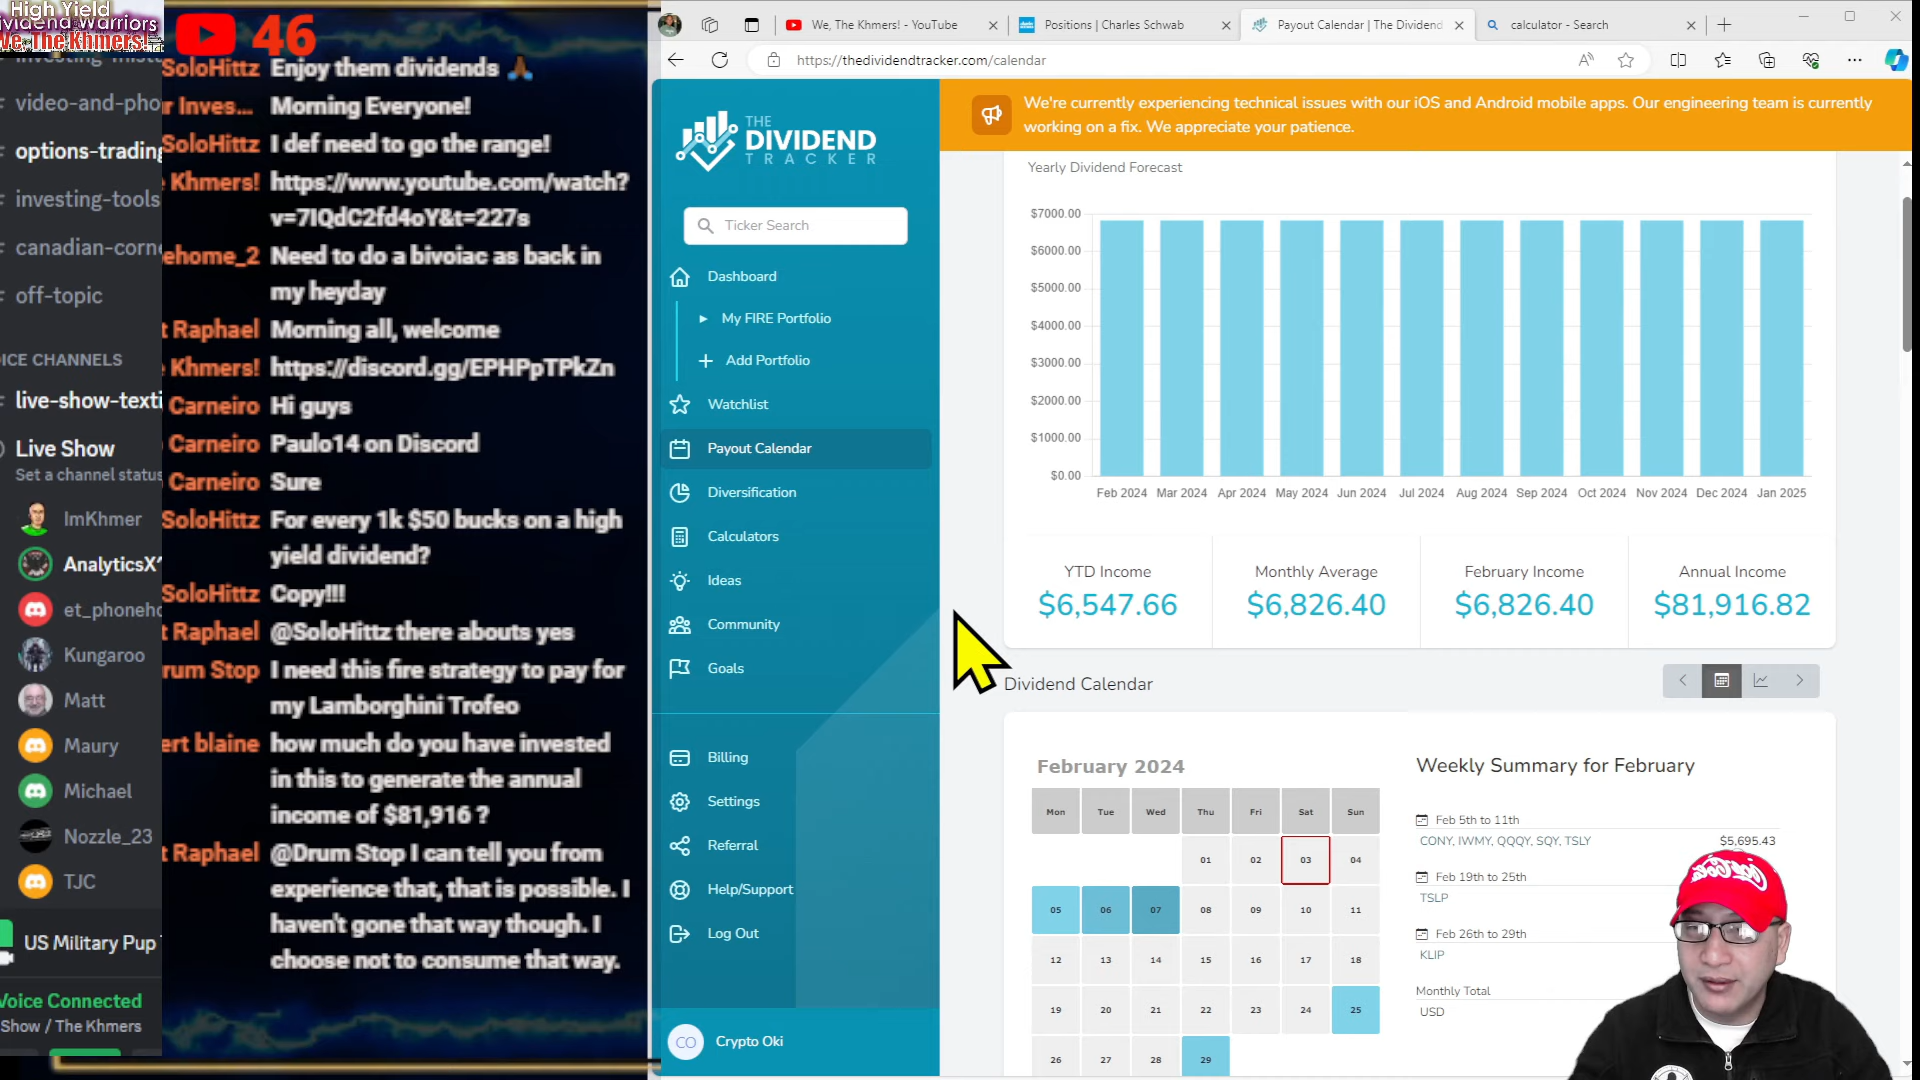 High Yield
Dividend Warriors
We, The Khmers!
46
investing-mista
video-and-pho
options-trading
investing-tools
canadian-corne
off-topic
ICE CHANNELS
live-show-texti
Live Show
Set a channel status
ImKhmer
AnalyticsX
et_phoneho
Kungaroo
Matt
Maury
Michael
Nozzle_23
TJC
US Military Pup
Voice Connected
Show / The Khmers
SoloHittz Enjoy them dividends 🙏🏾
r Inves... Morning Everyone!
SoloHittz I def need to go the range!
Khmers! https://www.youtube.com/watch?
v=7IQdC2fd4oY&t=227s
ehome_2 Need to do a bivoiac as back in
my heyday
t Raphael Morning all, welcome
Khmers! https://discord.gg/EPHPpTPkZn
Carneiro Hi guys
Carneiro Paulo14 on Discord
Carneiro Sure
SoloHittz For every 1k $50 bucks on a high
yield dividend?
SoloHittz Copy!!!
t Raphael @SoloHittz there abouts yes
rum Stop I need this fire strategy to pay for
my Lamborghini Trofeo
ert blaine how much do you have invested
in this to generate the annual
income of $81,916 ?
t Raphael @Drum Stop I can tell you from
experience that, that is possible. I
haven't gone that way though. I
choose not to consume that way.
We, The Khmers! - YouTube
Positions | Charles Schwab
Payout Calendar | The Dividend
calculator - Search
https://thedividendtracker.com/calendar
THE
DIVIDEND
TRACKER
Ticker Search
Dashboard
My FIRE Portfolio
Add Portfolio
Watchlist
Payout Calendar
Diversification
Calculators
Ideas
Community
Goals
Billing
Settings
Referral
Help/Support
Log Out
CO Crypto Oki
We're currently experiencing technical issues with our iOS and Android mobile apps. Our engineering team is currently
working on a fix. We appreciate your patience.
Yearly Dividend Forecast
$7000.00
$6000.00
$5000.00
$4000.00
$3000.00
$2000.00
$1000.00
$0.00
Feb 2024 Mar 2024 Apr 2024 May 2024 Jun 2024 Jul 2024 Aug 2024 Sep 2024 Oct 2024 Nov 2024 Dec 2024 Jan 2025
YTD Income Monthly Average February Income Annual Income
$6,547.66 $6,826.40 $6,826.40 $81,916.82
Dividend Calendar
February 2024
Mon Tue Wed Thu Fri Sat Sun
01 02 03 04
05 06 07 08 09 10 11
12 13 14 15 16 17 18
19 20 21 22 23 24 25
26 27 28 29
Weekly Summary for February
Feb 5th to 11th
CONY, IWMY, QQQY, SQY, TSLY $5,695.43
Feb 19th to 25th
TSLP
Feb 26th to 29th
KLIP
Monthly Total
USD